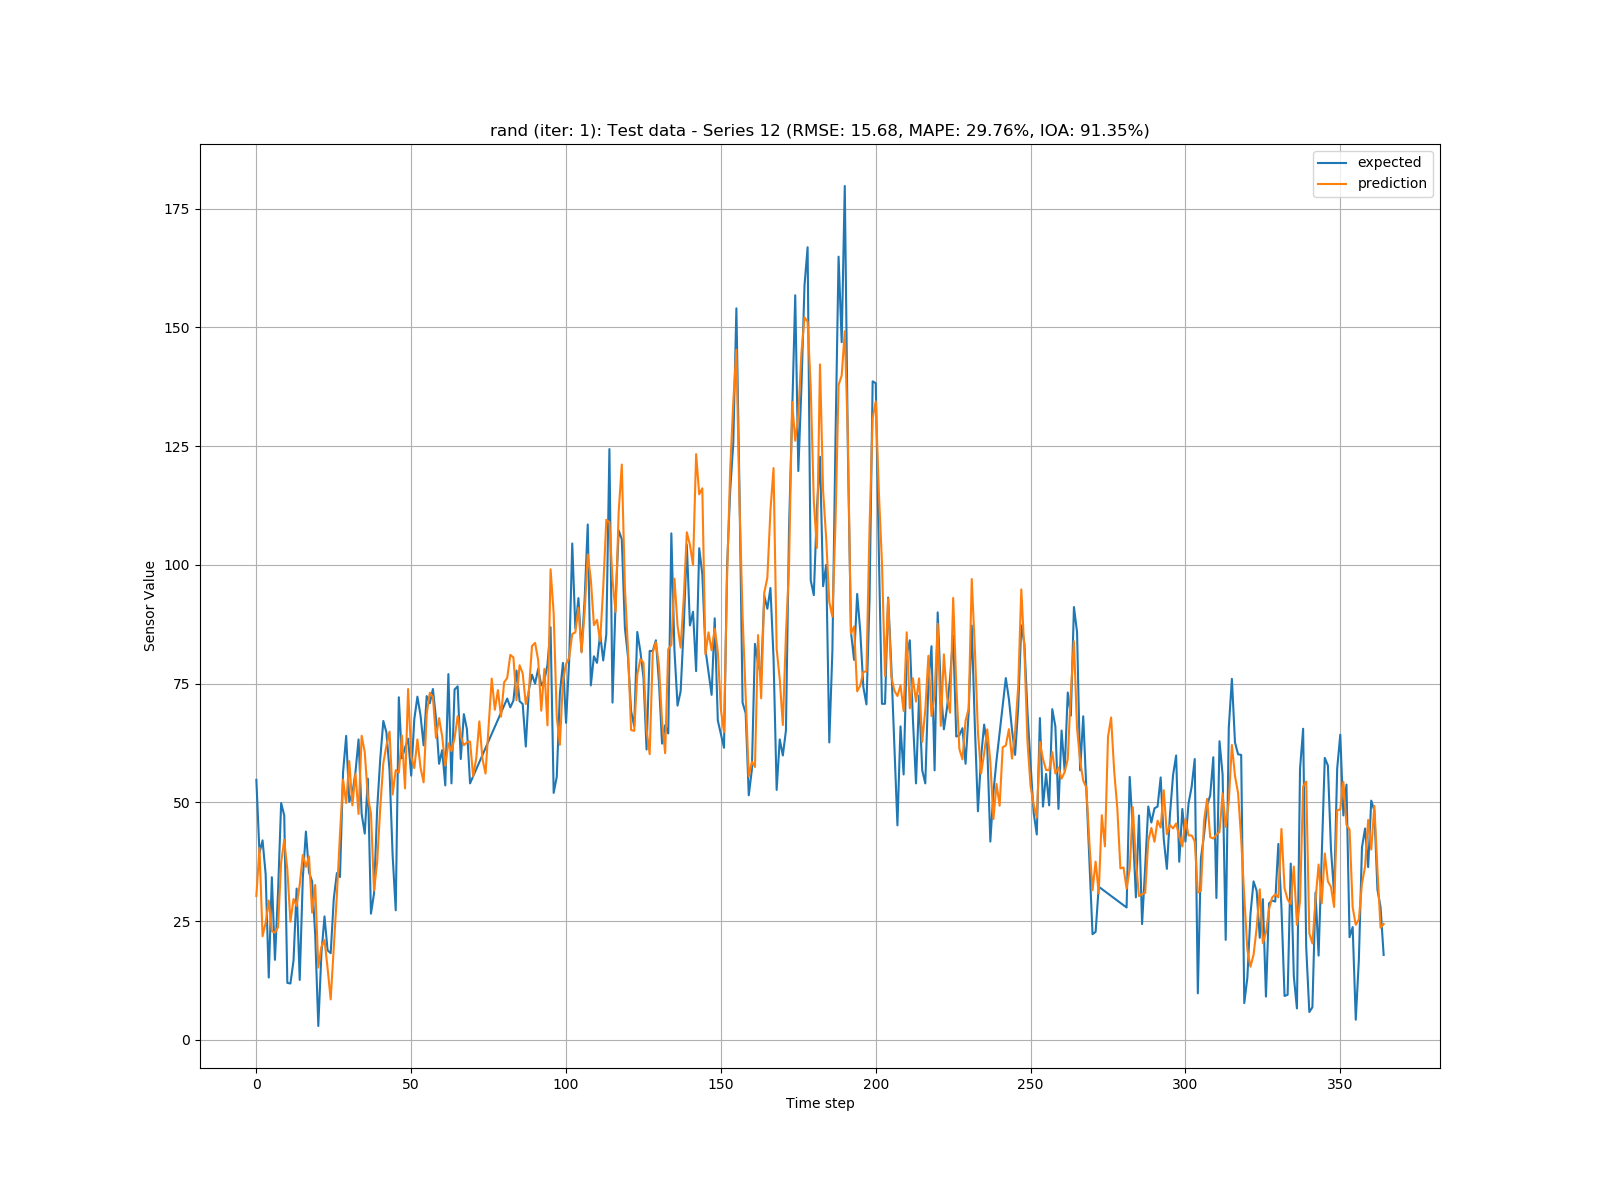 rand (iter: 1): Test data - Series 12 (RMSE: 15.68, MAPE: 29.76%, IOA: 91.35%)
expected
prediction
Sensor Value
175
150
125
100
75
50
25
0
0 50 100 150 200 250 300 350
Time step